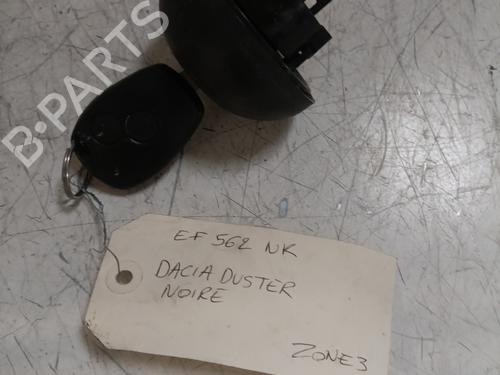 B-PARTS
EF 562 NK
DACIA DUSTER
NOIRE
ZONE3